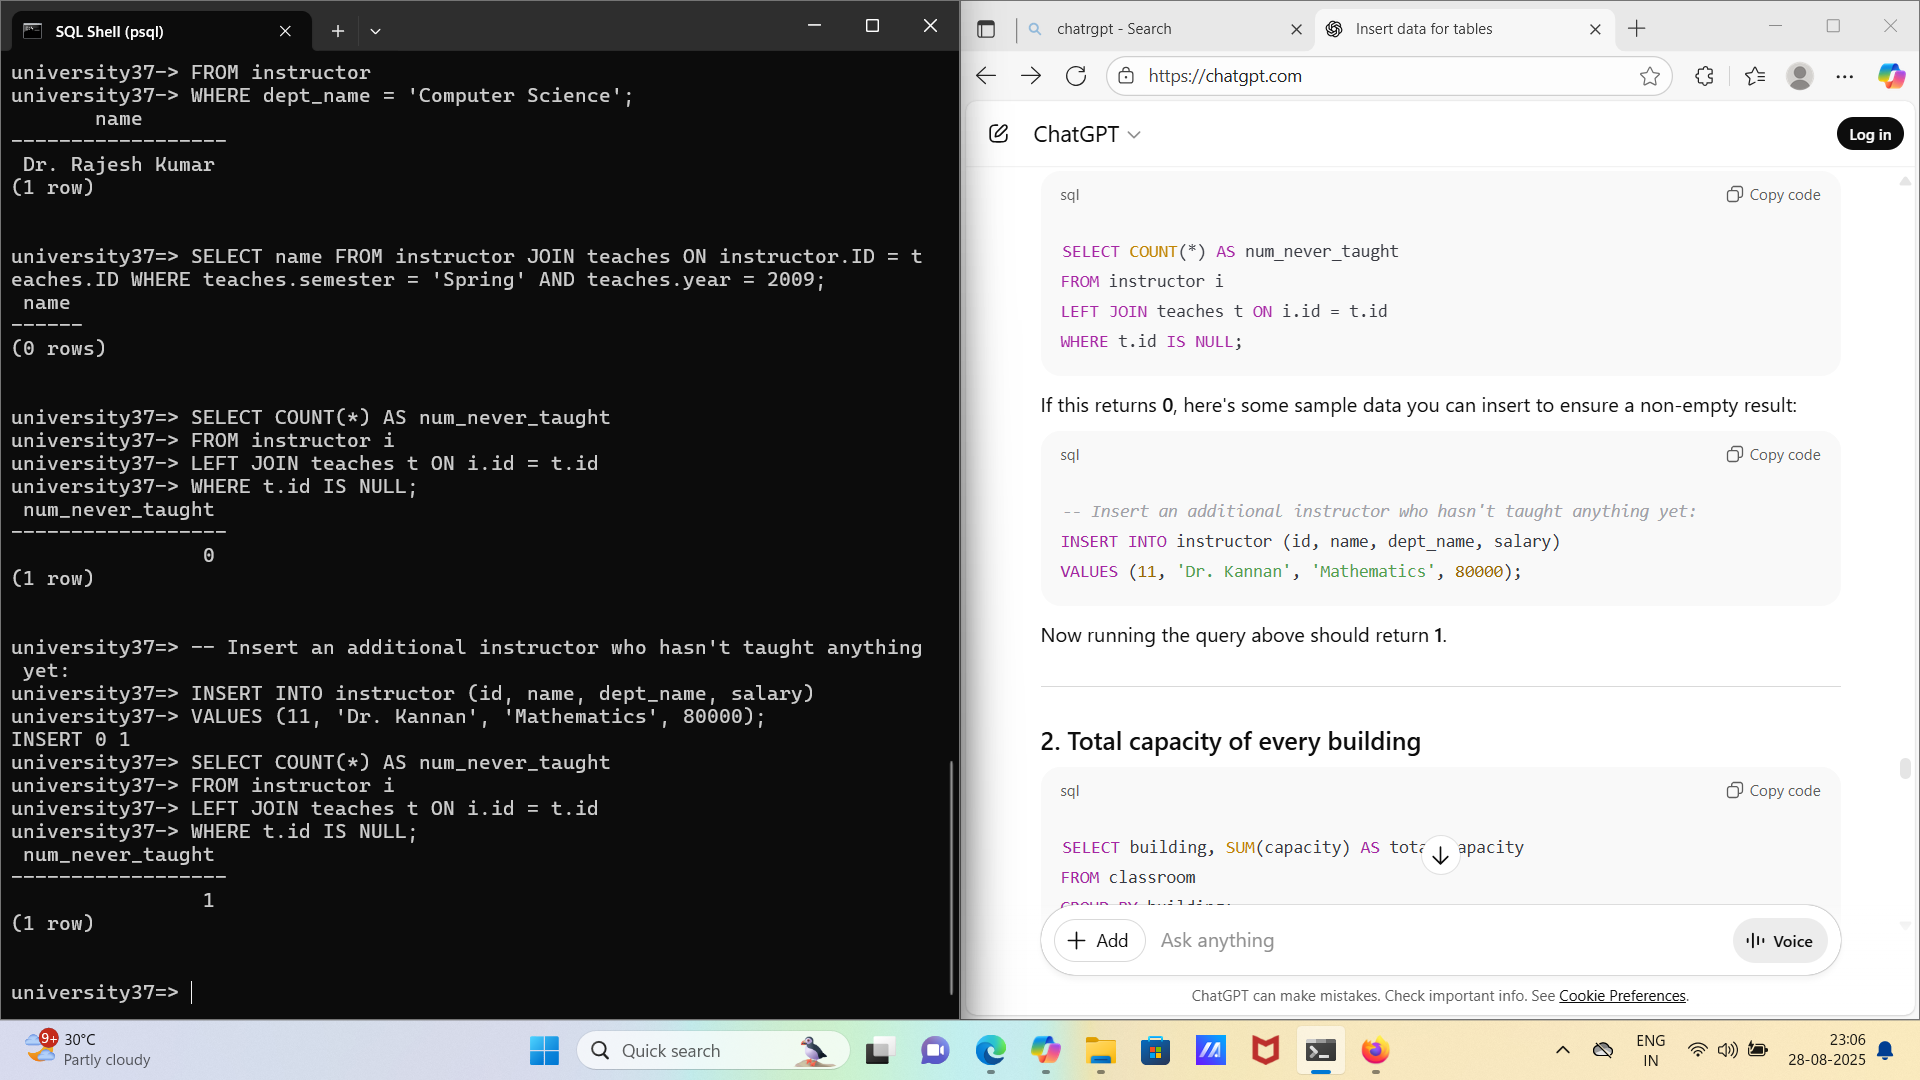 SQL Shell (psql)
university37-> FROM instructor
university37-> WHERE dept_name = 'Computer Science';
name
------------------
Dr. Rajesh Kumar
(1 row)
university37=> SELECT name FROM instructor JOIN teaches ON instructor.ID = t
eaches.ID WHERE teaches.semester = 'Spring' AND teaches.year = 2009;
name
------
(0 rows)
university37=> SELECT COUNT(*) AS num_never_taught
university37-> FROM instructor i
university37-> LEFT JOIN teaches t ON i.id = t.id
university37-> WHERE t.id IS NULL;
num_never_taught
------------------
0
(1 row)
university37=> -- Insert an additional instructor who hasn't taught anything
yet:
university37=> INSERT INTO instructor (id, name, dept_name, salary)
university37-> VALUES (11, 'Dr. Kannan', 'Mathematics', 80000);
INSERT 0 1
university37=> SELECT COUNT(*) AS num_never_taught
university37-> FROM instructor i
university37-> LEFT JOIN teaches t ON i.id = t.id
university37-> WHERE t.id IS NULL;
num_never_taught
------------------
1
(1 row)
university37=>
chatrgpt - Search
Insert data for tables
https://chatgpt.com
ChatGPT
Log in
sql
Copy code
SELECT COUNT(*) AS num_never_taught
FROM instructor i
LEFT JOIN teaches t ON i.id = t.id
WHERE t.id IS NULL;
If this returns 0, here's some sample data you can insert to ensure a non-empty result:
sql
Copy code
-- Insert an additional instructor who hasn't taught anything yet:
INSERT INTO instructor (id, name, dept_name, salary)
VALUES (11, 'Dr. Kannan', 'Mathematics', 80000);
Now running the query above should return 1.
2. Total capacity of every building
sql
Copy code
SELECT building, SUM(capacity) AS tota apacity
FROM classroom
GROUP BY building;
Add
Ask anything
Voice
ChatGPT can make mistakes. Check important info. See Cookie Preferences.
9+
30°C
Partly cloudy
Quick search
ENG
IN
23:06
28-08-2025